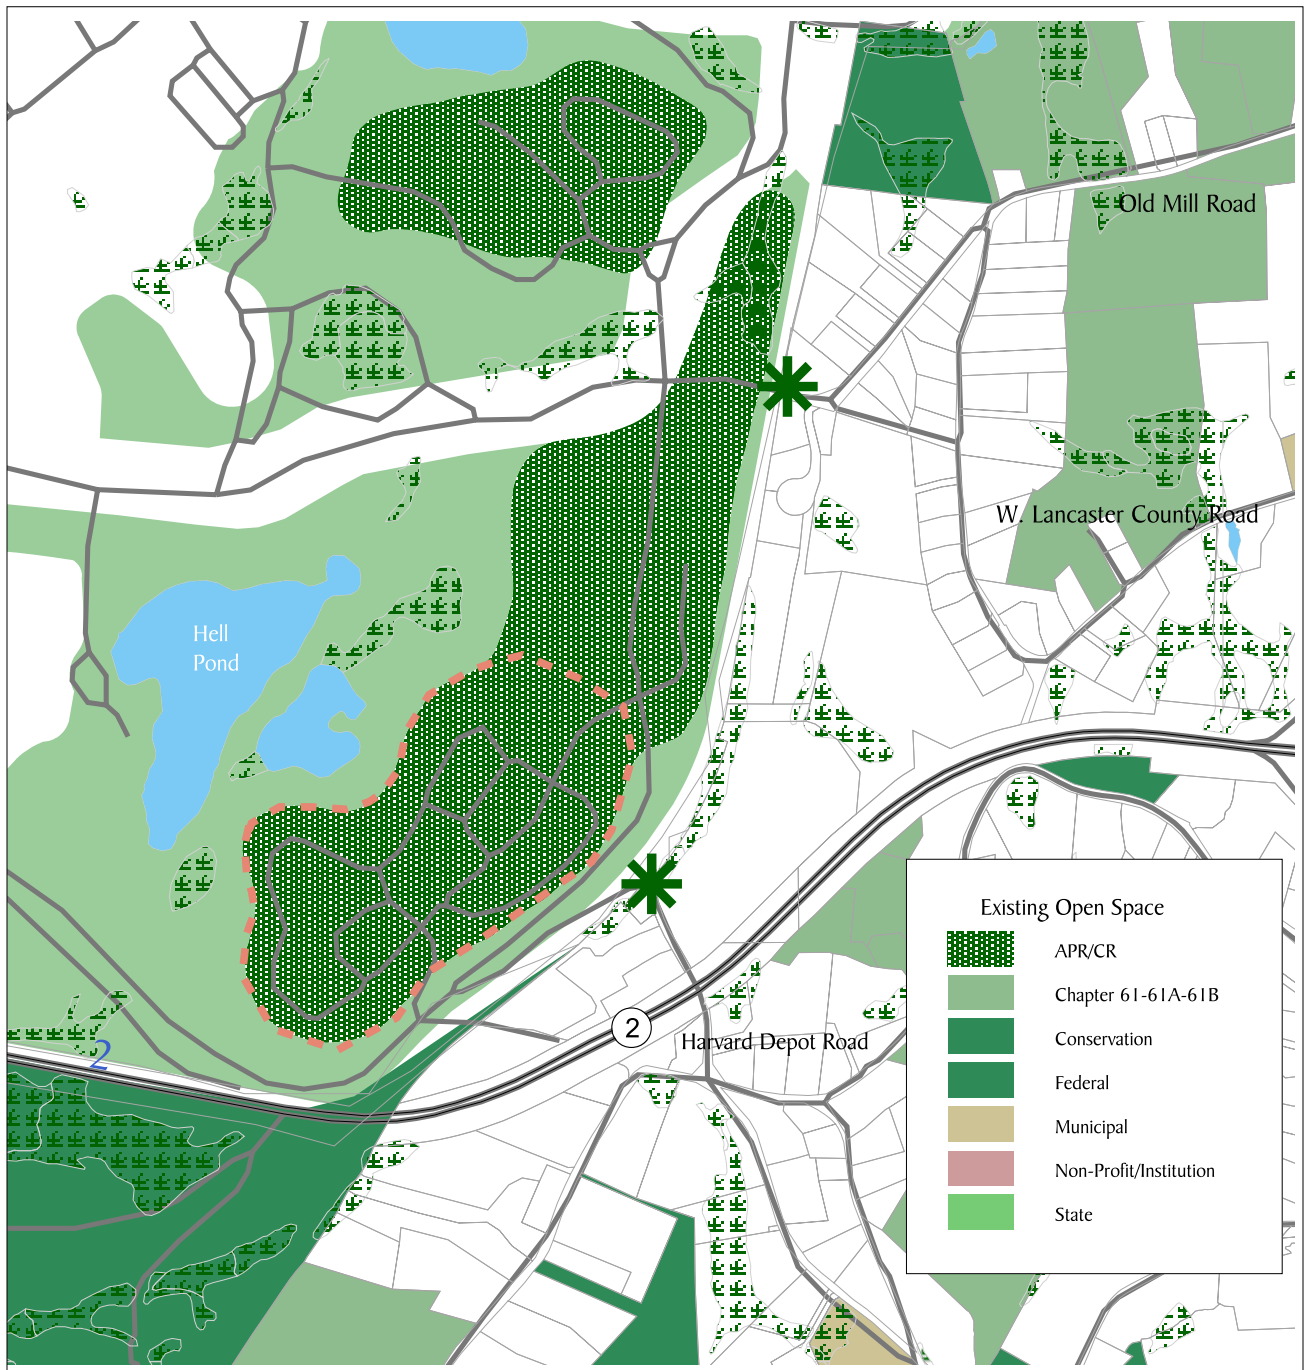 Old Mill Road
W. Lancaster County Road
Hell
Pond
Existing Open Space
APR/CR
Chapter 61-61A-61B
Conservation
Federal
Municipal
Non-Profit/Institution
State
2
Harvard Depot Road
2